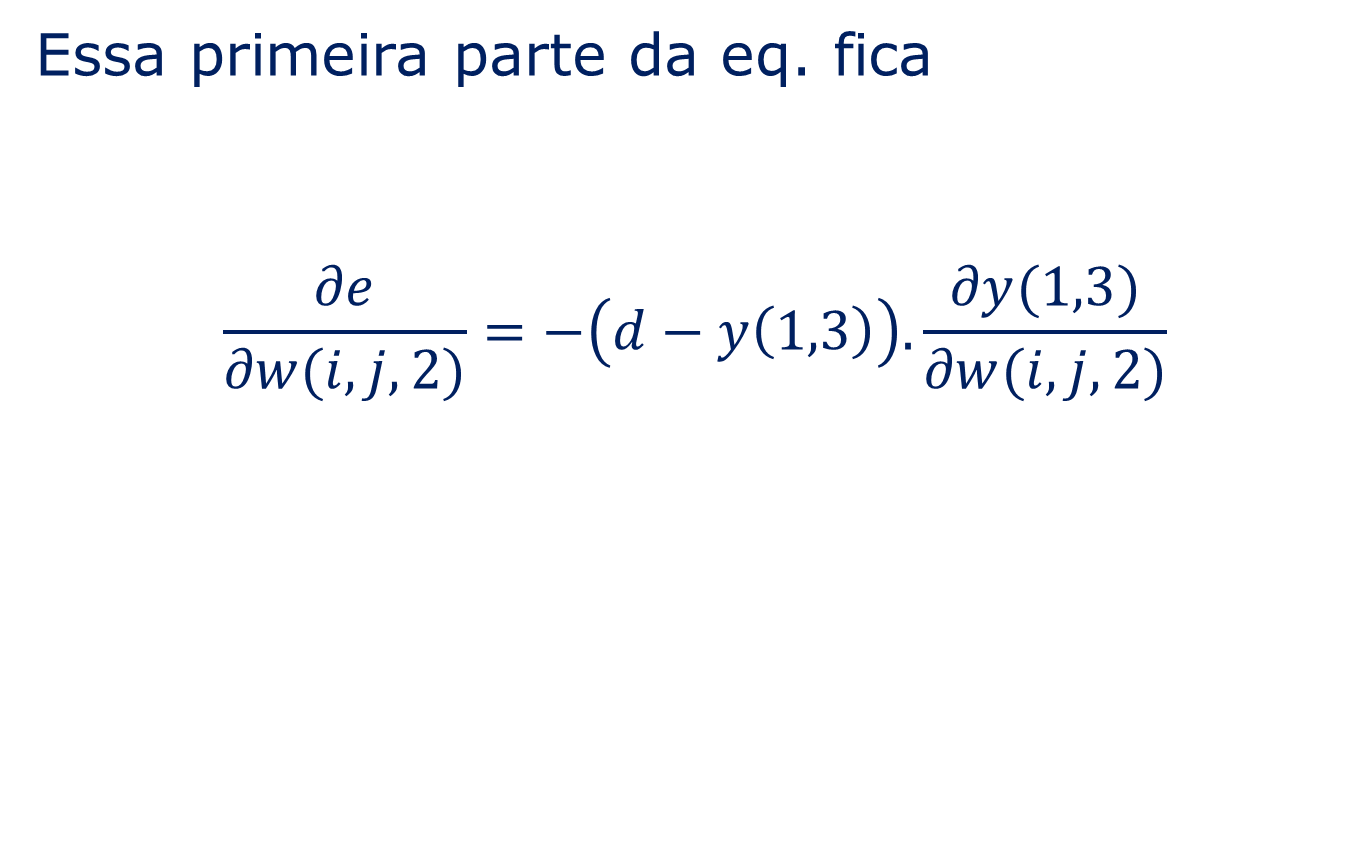 Essa primeira parte da eq. fica
∂e/∂w(i, j, 2) = −(d − y(1,3)). ∂y(1,3)/∂w(i, j, 2)